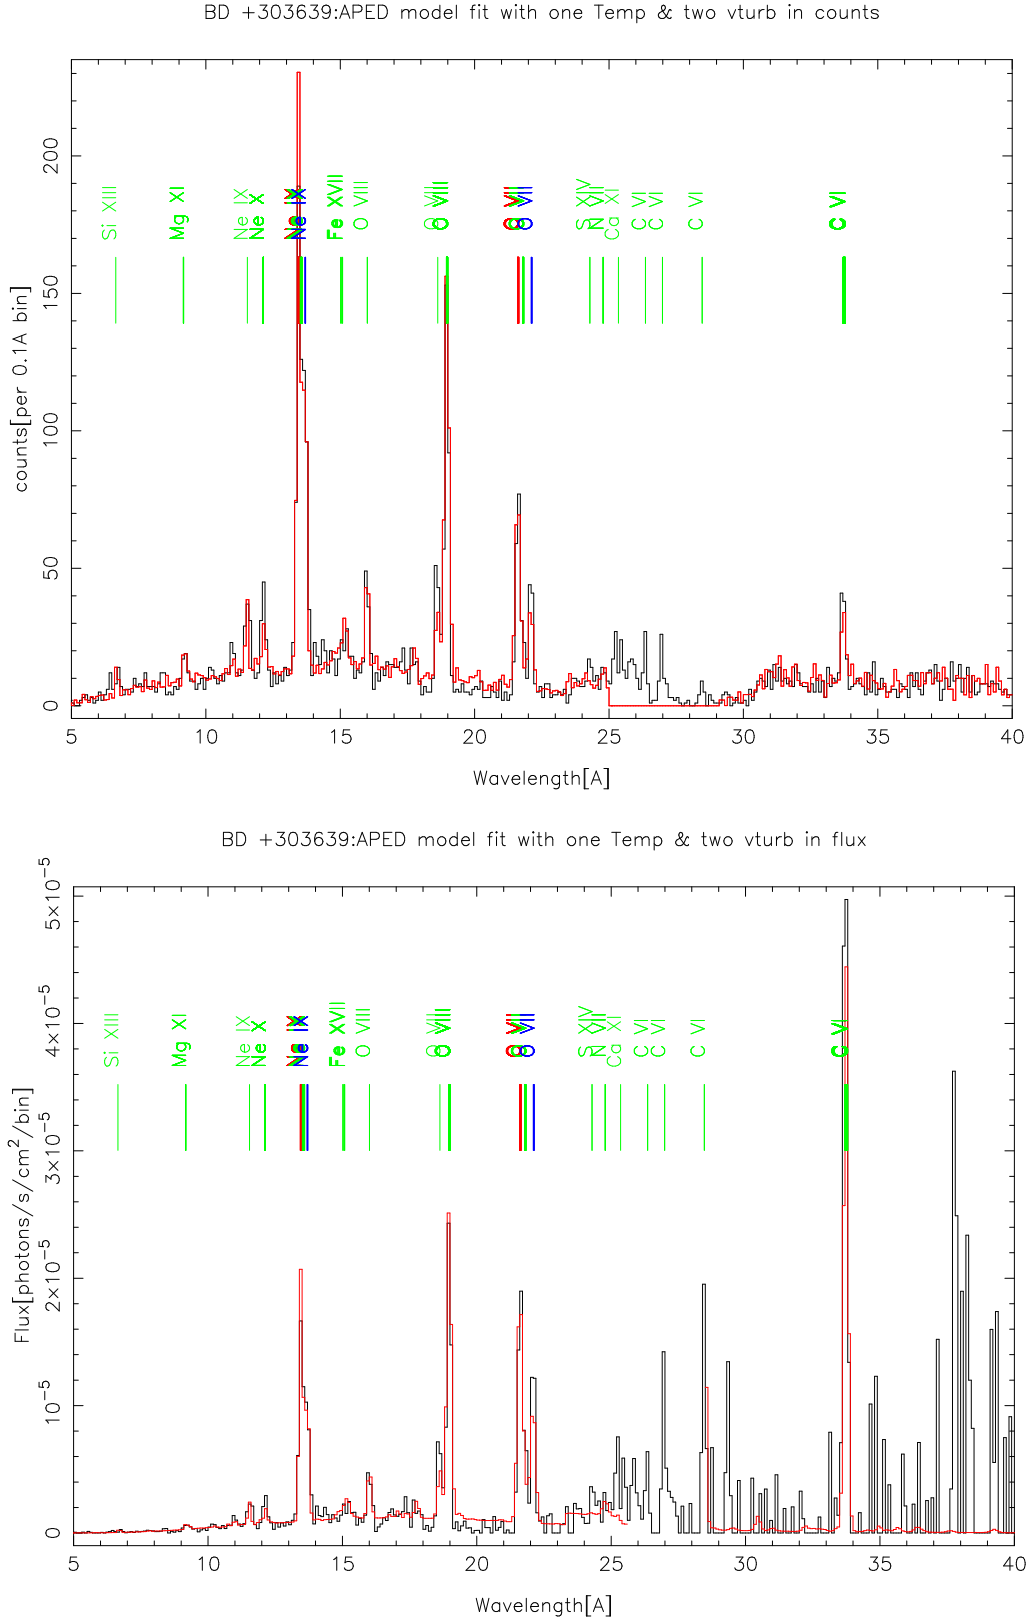 BD +303639:APED model fit with one Temp & two vturb in counts
counts[per 0.1A bin]
200
150
100
50
0
Si XIII
Mg XI
Ne IX
Ne X
Ne IX
Fe XVII
O VIII
O VIII
O VII
S XIV
N VII
Ca XI
C VI
C VI
C VI
C VI
5 10 15 20 25 30 35 40
Wavelength[A]
BD +303639:APED model fit with one Temp & two vturb in flux
Flux[photons/s/cm²/bin]
5×10⁻⁵
4×10⁻⁵
3×10⁻⁵
2×10⁻⁵
10⁻⁵
0
Si XIII
Mg XI
Ne IX
Ne X
Ne IX
Fe XVII
O VIII
O VIII
O VII
S XIV
N VII
Ca XI
C VI
C VI
C VI
C VI
5 10 15 20 25 30 35 40
Wavelength[A]